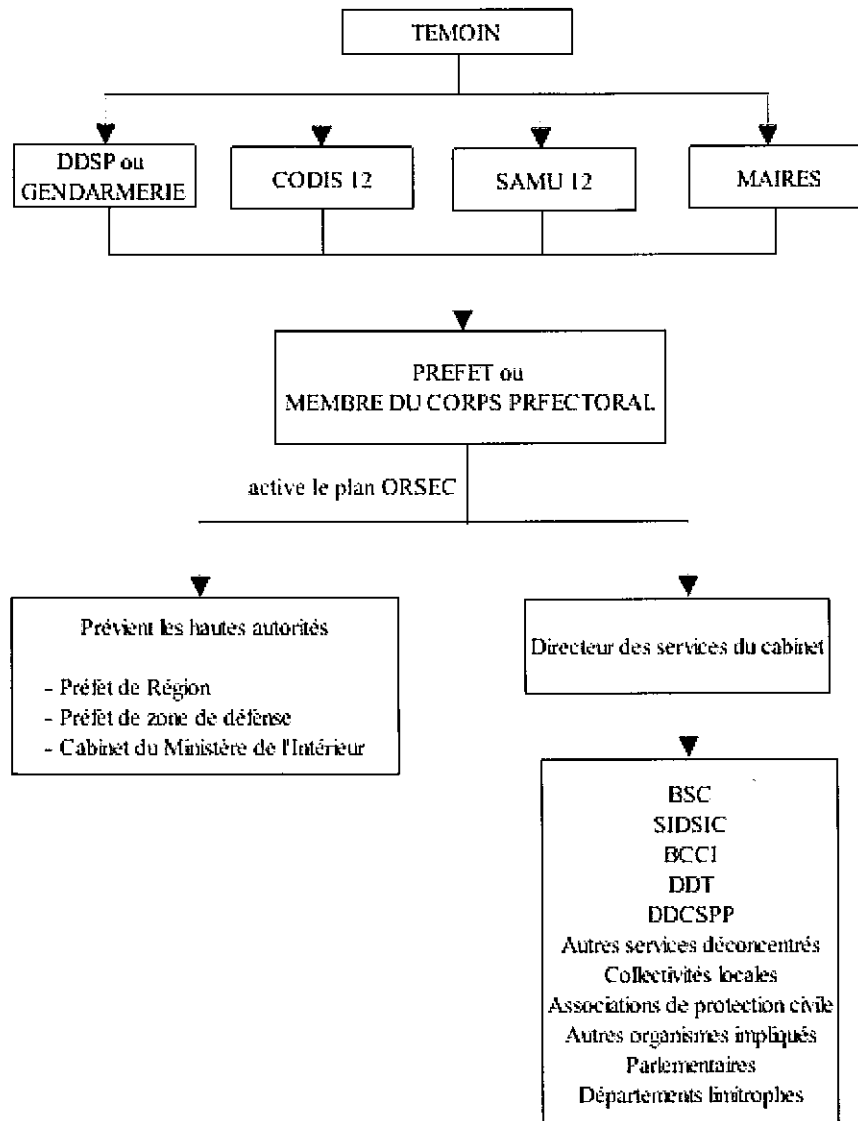 TEMOIN
DDSP ou
GENDARMERIE
CODIS 12
SAMU 12
MAIRES
PREFET ou
MEMBRE DU CORPS PRFECTORAL
active le plan ORSEC
Prévient les hautes autorités
- Préfet de Région
- Préfet de zone de défense
- Cabinet du Ministère de l'Intérieur
Directeur des services du cabinet
BSC
SIDSIC
BCCI
DDT
DDCSPP
Autres services déconcentrés
Collectivités locales
Associations de protection civile
Autres organismes impliqués
Parlementaires
Départements limitrophes